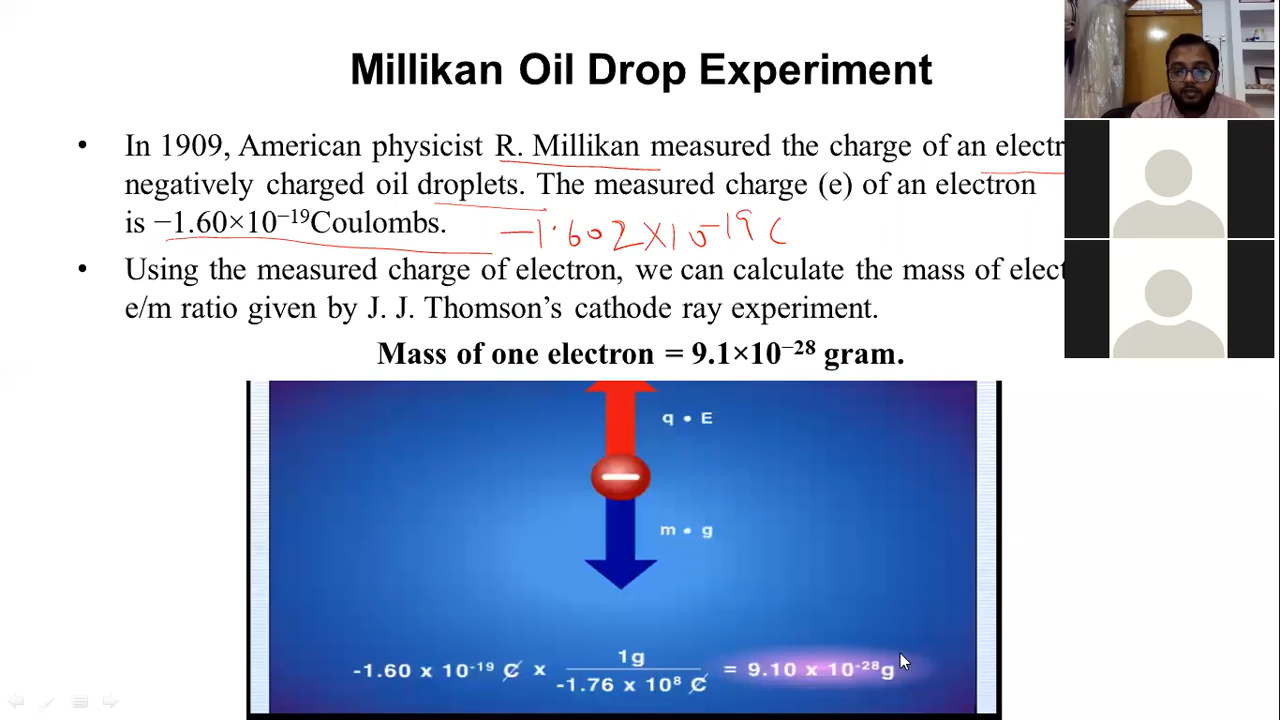 Millikan Oil Drop Experiment
• In 1909, American physicist R. Millikan measured the charge of an electr
negatively charged oil droplets. The measured charge (e) of an electron
is −1.60×10⁻¹⁹Coulombs.
−1.602×10⁻¹⁹ C
• Using the measured charge of electron, we can calculate the mass of elect
e/m ratio given by J. J. Thomson’s cathode ray experiment.
Mass of one electron = 9.1×10⁻²⁸ gram.
q • E
m • g
-1.60 x 10⁻¹⁹ C x 1g / -1.76 x 10⁸ C = 9.10 x 10⁻²⁸g